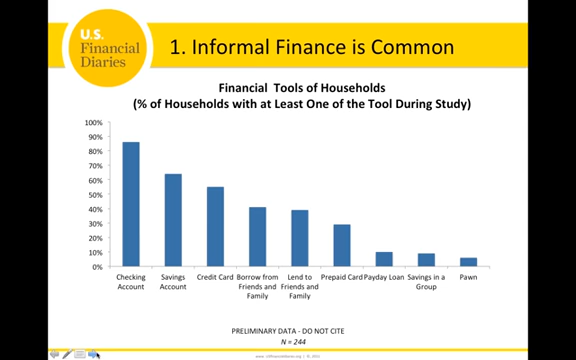 U.S.
Financial
Diaries
1. Informal Finance is Common
Financial Tools of Households
(% of Households with at Least One of the Tool During Study)
100%
90%
80%
70%
60%
50%
40%
30%
20%
10%
0%
Checking Account
Savings Account
Credit Card
Borrow from Friends and Family
Lend to Friends and Family
Prepaid Card
Payday Loan
Savings in a Group
Pawn
PRELIMINARY DATA - DO NOT CITE
N = 244